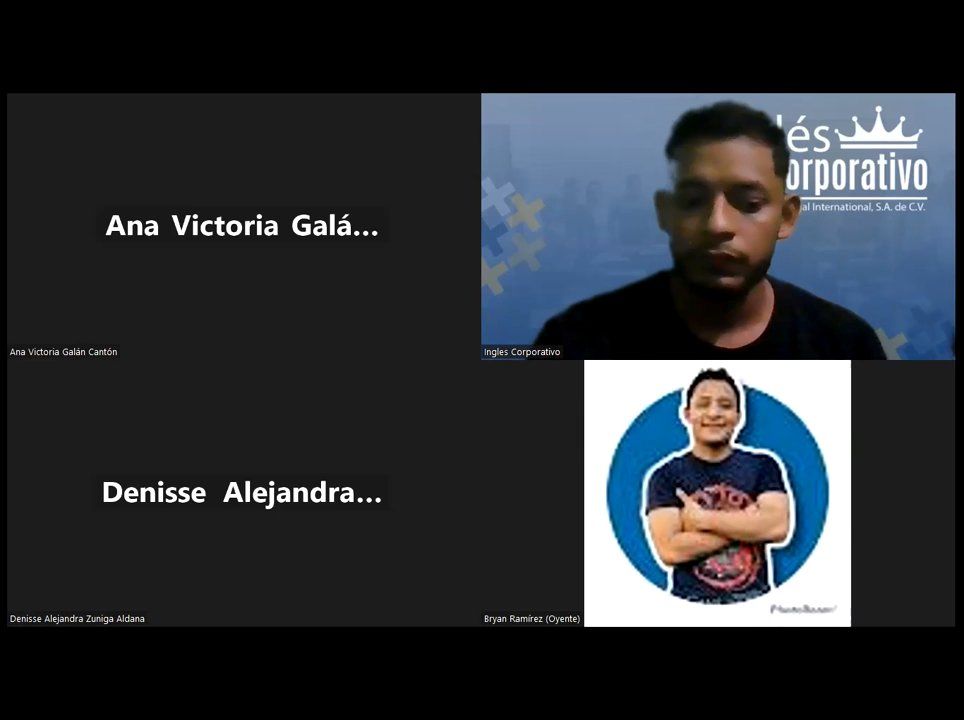 Ana Victoria Galá...
Ana Victoria Galán Cantón
lés
orporativo
al International, S.A. de C.V.
Ingles Corporativo
Denisse Alejandra...
Denisse Alejandra Zuniga Aldana
Bryan Ramírez (Oyente)